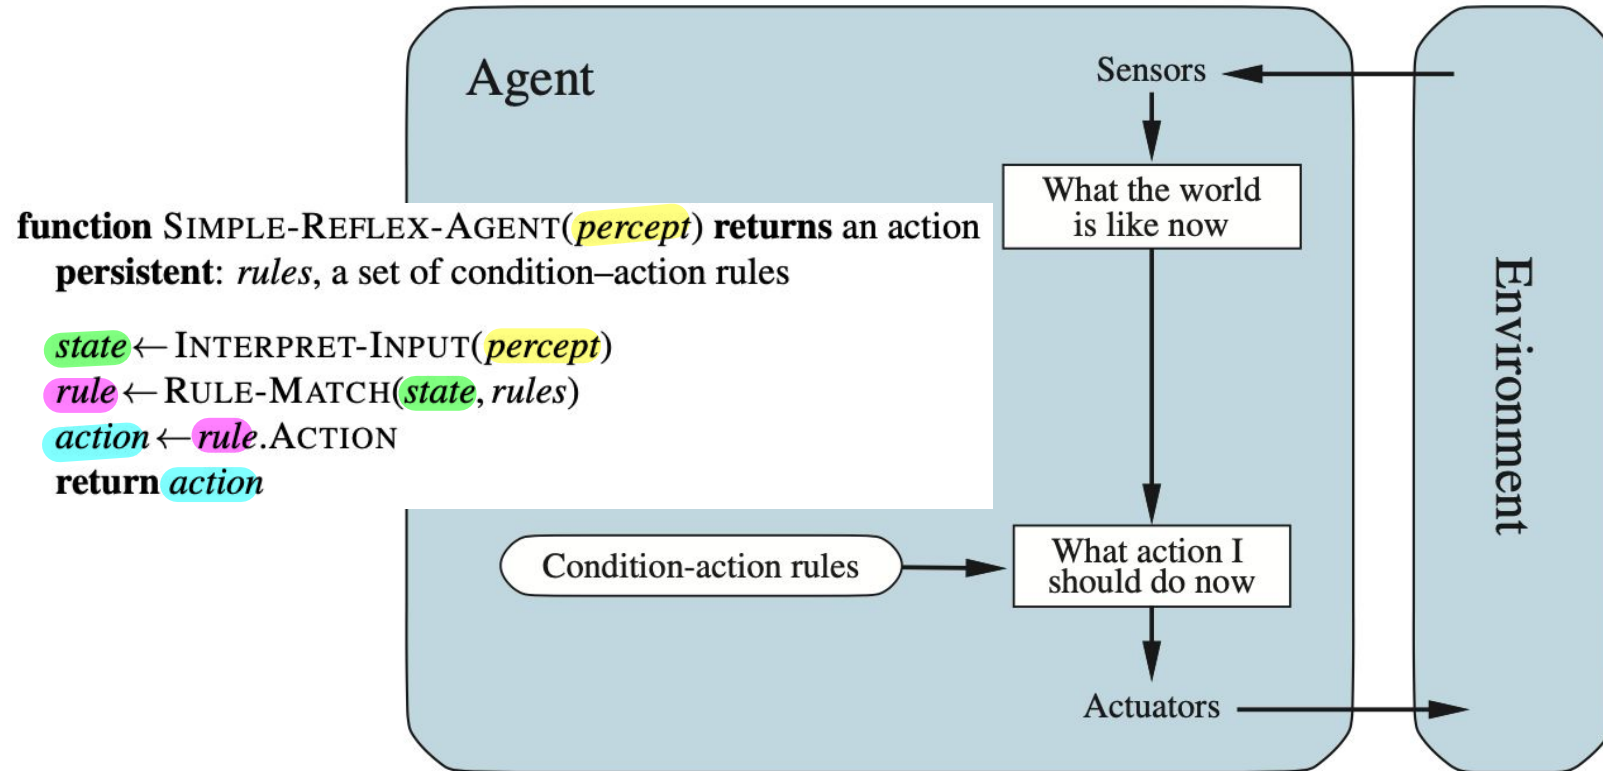 Agent
Sensors
What the world
is like now
function SIMPLE-REFLEX-AGENT(percept) returns an action
persistent: rules, a set of condition–action rules
state ← INTERPRET-INPUT(percept)
rule ← RULE-MATCH(state, rules)
action ← rule.ACTION
return action
Condition-action rules
What action I
should do now
Actuators
Environment